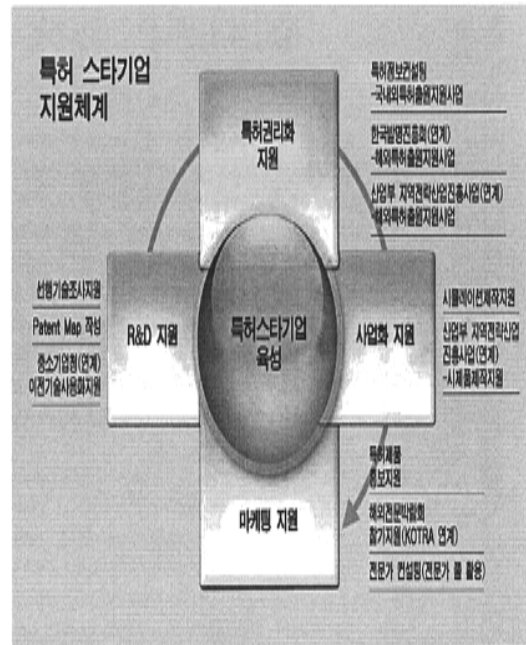 특허 스타기업
지원체계
특허권리화
지원
특허정보컨설팅
-국내외특허출원지원사업
한국발명진흥회(연계)
-해외특허출원지원사업
산업부 지역전략산업진흥사업(연계)
-해외특허출원지원사업
선행기술조사지원
Patent Map 작성
중소기업청(연계)
이전기술사용화지원
R&D 지원
특허스타기업
육성
사업화 지원
시뮬레이션제작지원
산업부 지역전략산업
진흥사업(연계)
-시제품제작지원
마케팅 지원
특허제품
홍보지원
해외전문박람회
참가지원(KOTRA 연계)
전문가 컨설팅(전문가 풀 활용)